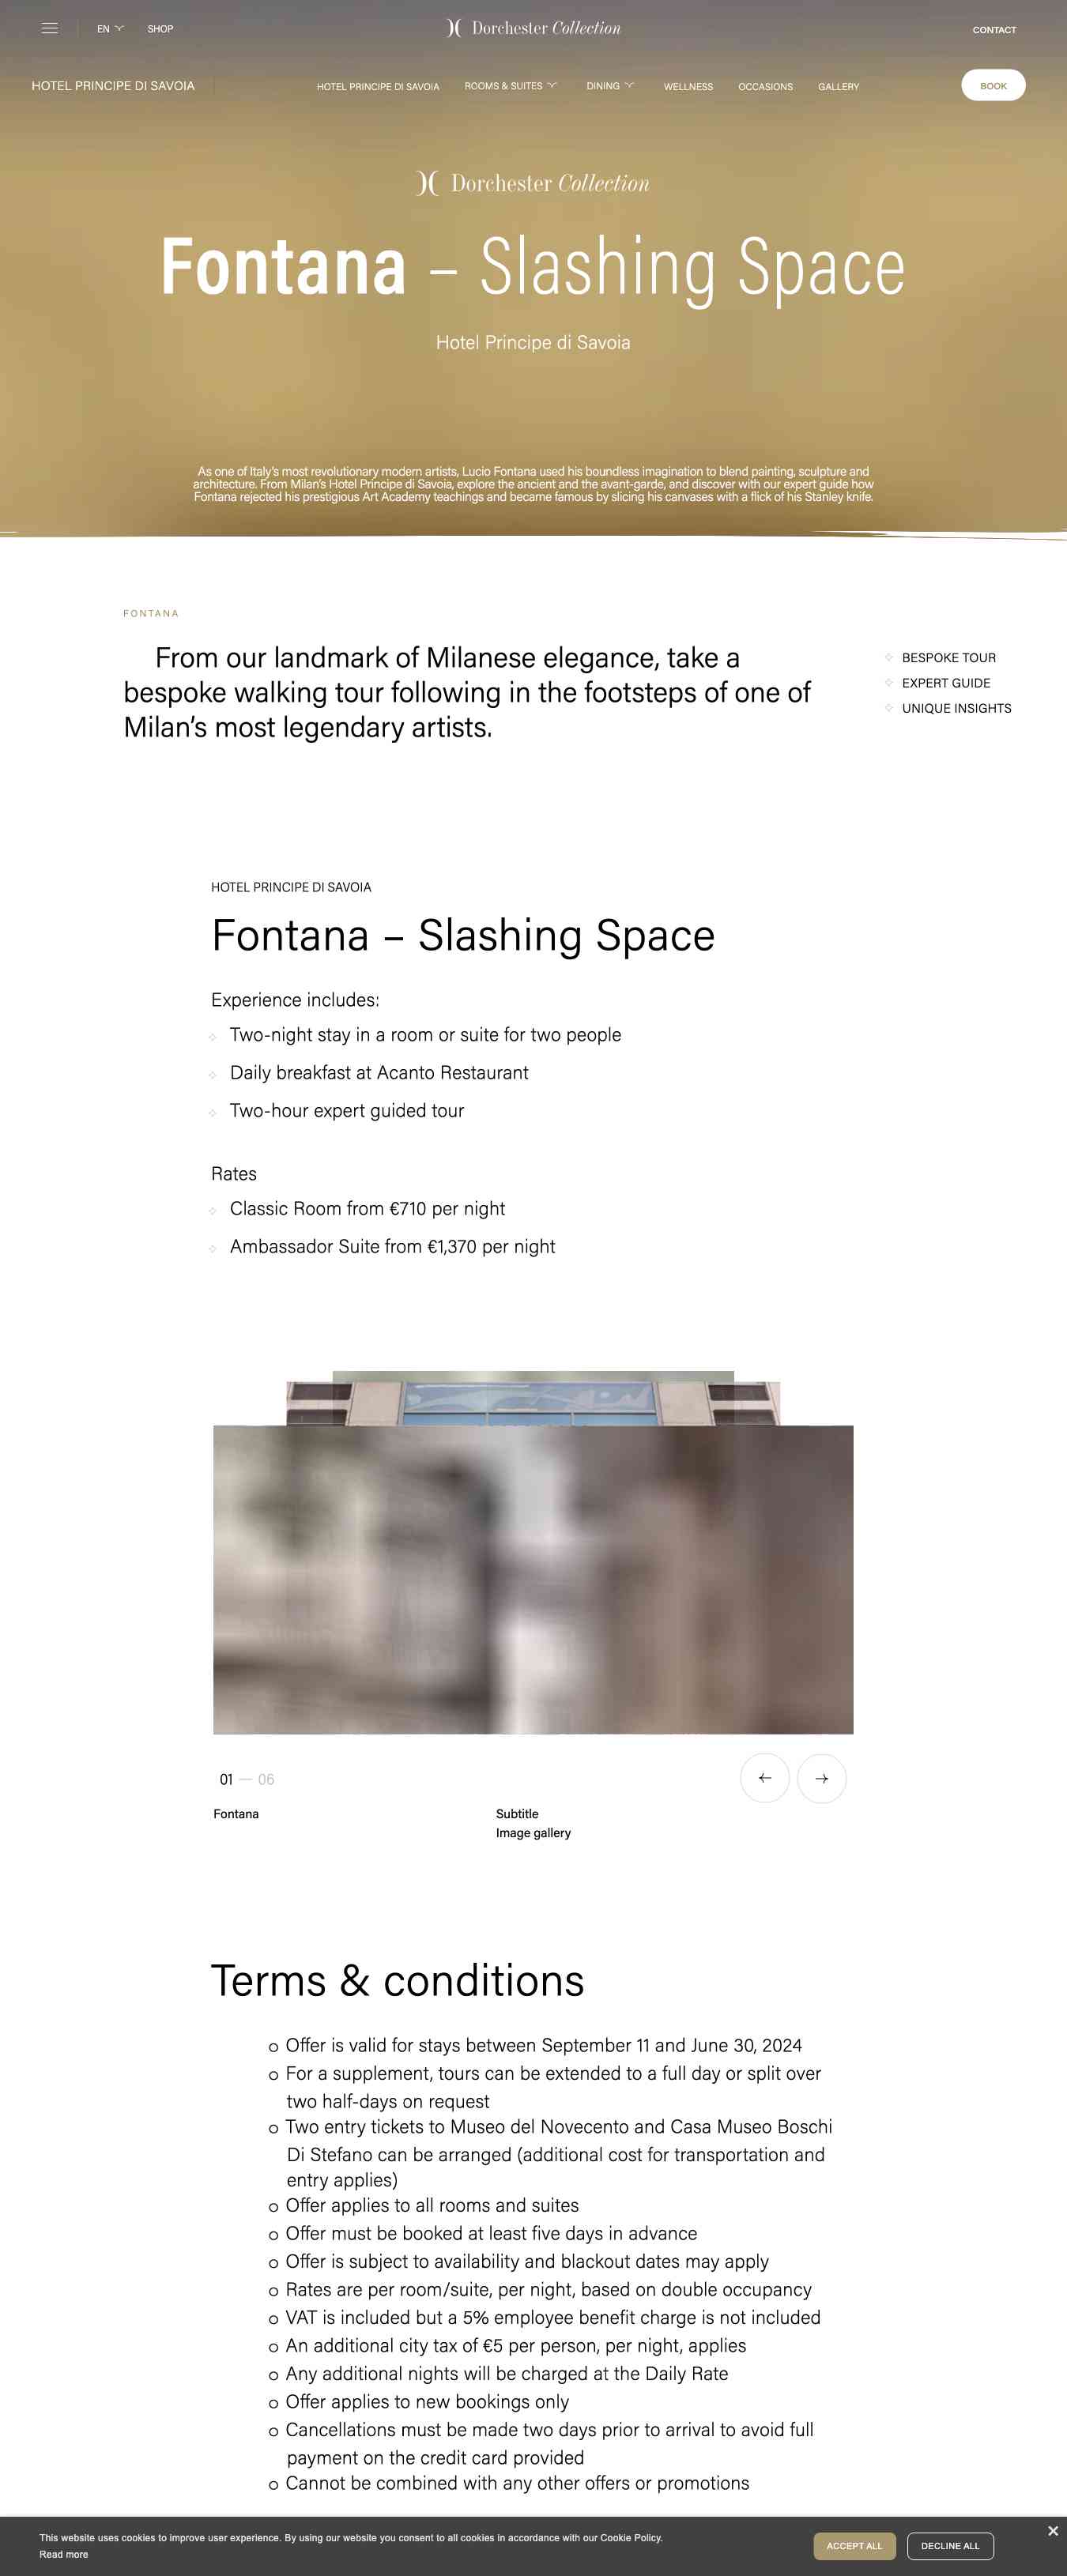 EN
SHOP
Dorchester Collection
CONTACT
HOTEL PRINCIPE DI SAVOIA
HOTEL PRINCIPE DI SAVOIA
ROOMS & SUITES
DINING
WELLNESS
OCCASIONS
GALLERY
BOOK
Dorchester Collection
Fontana – Slashing Space
Hotel Principe di Savoia
As one of Italy's most revolutionary modern artists, Lucio Fontana used his boundless imagination to blend painting, sculpture and
architecture. From Milan's Hotel Principe di Savoia, explore the ancient and the avant-garde, and discover with our expert guide how
Fontana rejected his prestigious Art Academy teachings and became famous by slicing his canvases with a flick of his Stanley knife.
FONTANA
From our landmark of Milanese elegance, take a
bespoke walking tour following in the footsteps of one of
Milan's most legendary artists.
BESPOKE TOUR
EXPERT GUIDE
UNIQUE INSIGHTS
HOTEL PRINCIPE DI SAVOIA
Fontana – Slashing Space
Experience includes:
Two-night stay in a room or suite for two people
Daily breakfast at Acanto Restaurant
Two-hour expert guided tour
Rates
Classic Room from €710 per night
Ambassador Suite from €1,370 per night
01 — 06
Fontana
Subtitle
Image gallery
Terms & conditions
o Offer is valid for stays between September 11 and June 30, 2024
o For a supplement, tours can be extended to a full day or split over
two half-days on request
o Two entry tickets to Museo del Novecento and Casa Museo Boschi
Di Stefano can be arranged (additional cost for transportation and
entry applies)
o Offer applies to all rooms and suites
o Offer must be booked at least five days in advance
o Offer is subject to availability and blackout dates may apply
o Rates are per room/suite, per night, based on double occupancy
o VAT is included but a 5% employee benefit charge is not included
o An additional city tax of €5 per person, per night, applies
o Any additional nights will be charged at the Daily Rate
o Offer applies to new bookings only
o Cancellations must be made two days prior to arrival to avoid full
payment on the credit card provided
o Cannot be combined with any other offers or promotions
This website uses cookies to improve user experience. By using our website you consent to all cookies in accordance with our Cookie Policy.
Read more
ACCEPT ALL
DECLINE ALL